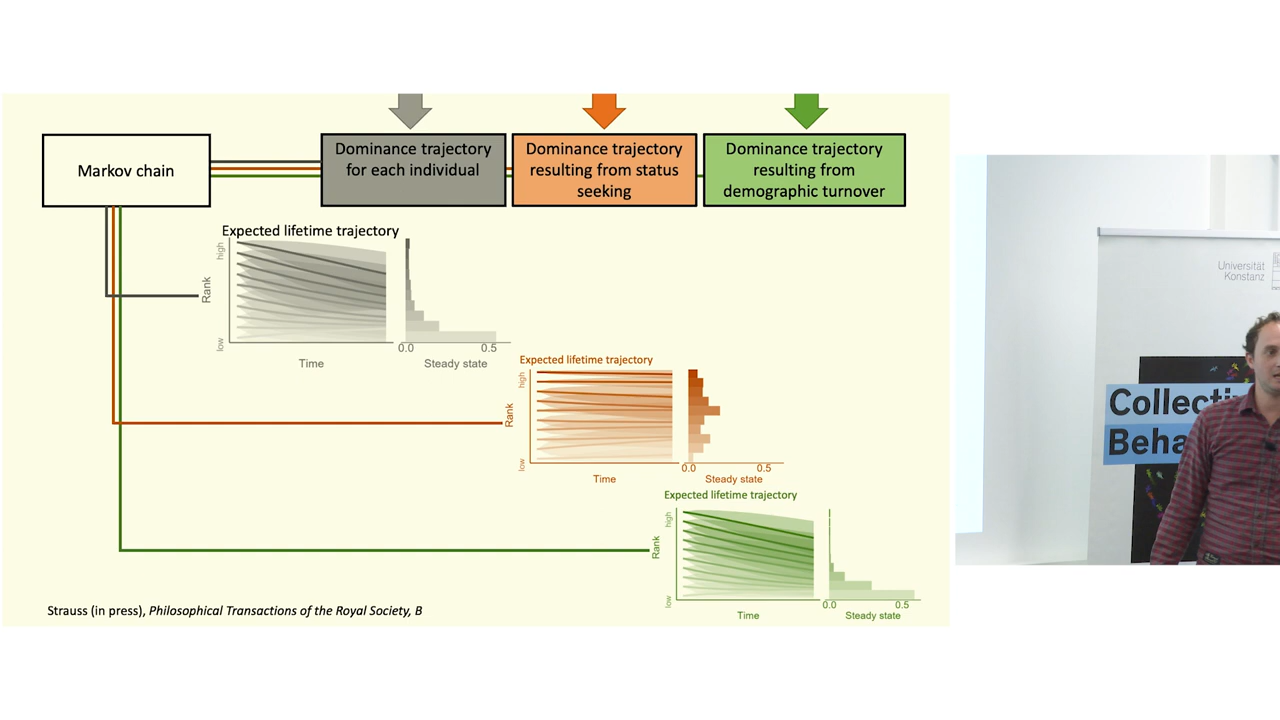 Markov chain
Dominance trajectory
for each individual
Dominance trajectory
resulting from status
seeking
Dominance trajectory
resulting from
demographic turnover
Expected lifetime trajectory
high
Rank
low
0.0
0.5
Time
Steady state
Expected lifetime trajectory
high
Rank
low
0.0
0.5
Time
Steady state
Expected lifetime trajectory
high
Rank
low
0.0
0.5
Time
Steady state
Strauss (in press), Philosophical Transactions of the Royal Society, B
Universität
Konstanz
Collecti
Beha